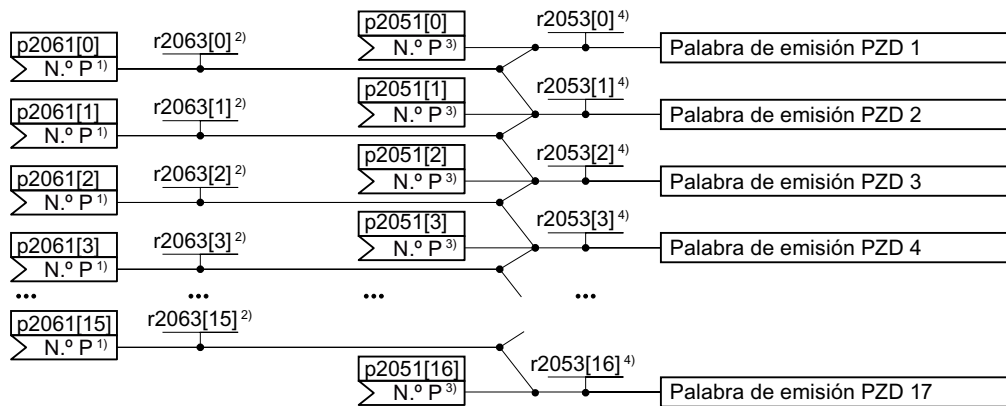 p2051[0] r2053[0] 4)
p2061[0] r2063[0] 2) N.º P 3) Palabra de emisión PZD 1
N.º P 1)
p2051[1] r2053[1] 4)
p2061[1] r2063[1] 2) N.º P 3) Palabra de emisión PZD 2
N.º P 1)
p2051[2] r2053[2] 4)
p2061[2] r2063[2] 2) N.º P 3) Palabra de emisión PZD 3
N.º P 1)
p2051[3] r2053[3] 4)
p2061[3] r2063[3] 2) N.º P 3) Palabra de emisión PZD 4
N.º P 1)
... ... ... ...
p2061[15] r2063[15] 2)
N.º P 1)
p2051[16] r2053[16] 4)
N.º P 3) Palabra de emisión PZD 17